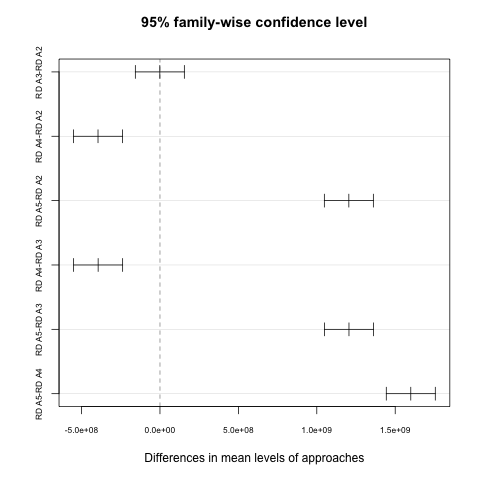 95% family-wise confidence level
RD A3-RD A2
RD A4-RD A2
RD A5-RD A2
RD A4-RD A3
RD A5-RD A3
RD A5-RD A4
-5.0e+08 0.0e+00 5.0e+08 1.0e+09 1.5e+09
Differences in mean levels of approaches